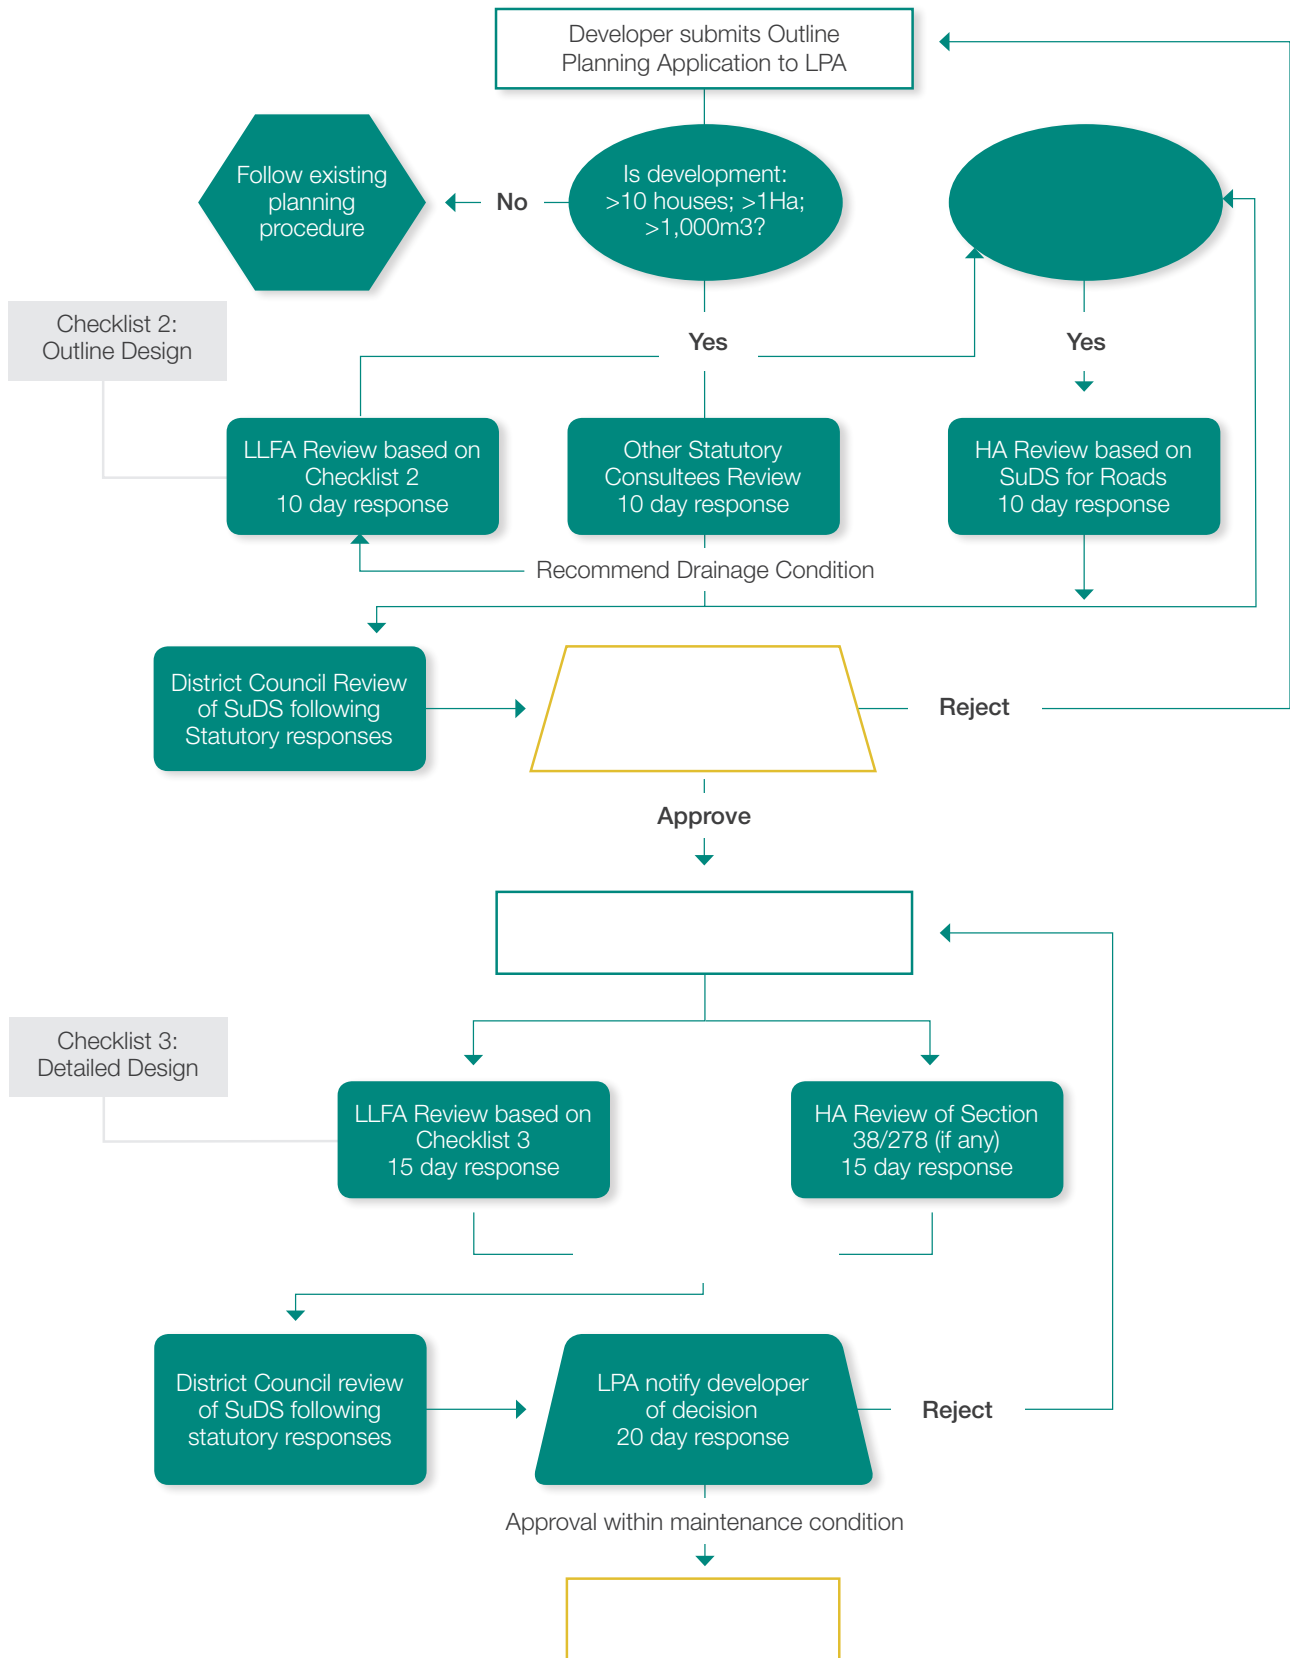 Developer submits Outline
Planning Application to LPA
Follow existing
planning
procedure
No
Is development:
>10 houses; >1Ha;
>1,000m3?
Checklist 2:
Outline Design
Yes
Yes
LLFA Review based on
Checklist 2
10 day response
Other Statutory
Consultees Review
10 day response
HA Review based on
SuDS for Roads
10 day response
Recommend Drainage Condition
District Council Review
of SuDS following
Statutory responses
Reject
Approve
Checklist 3:
Detailed Design
LLFA Review based on
Checklist 3
15 day response
HA Review of Section
38/278 (if any)
15 day response
District Council review
of SuDS following
statutory responses
LPA notify developer
of decision
20 day response
Reject
Approval within maintenance condition